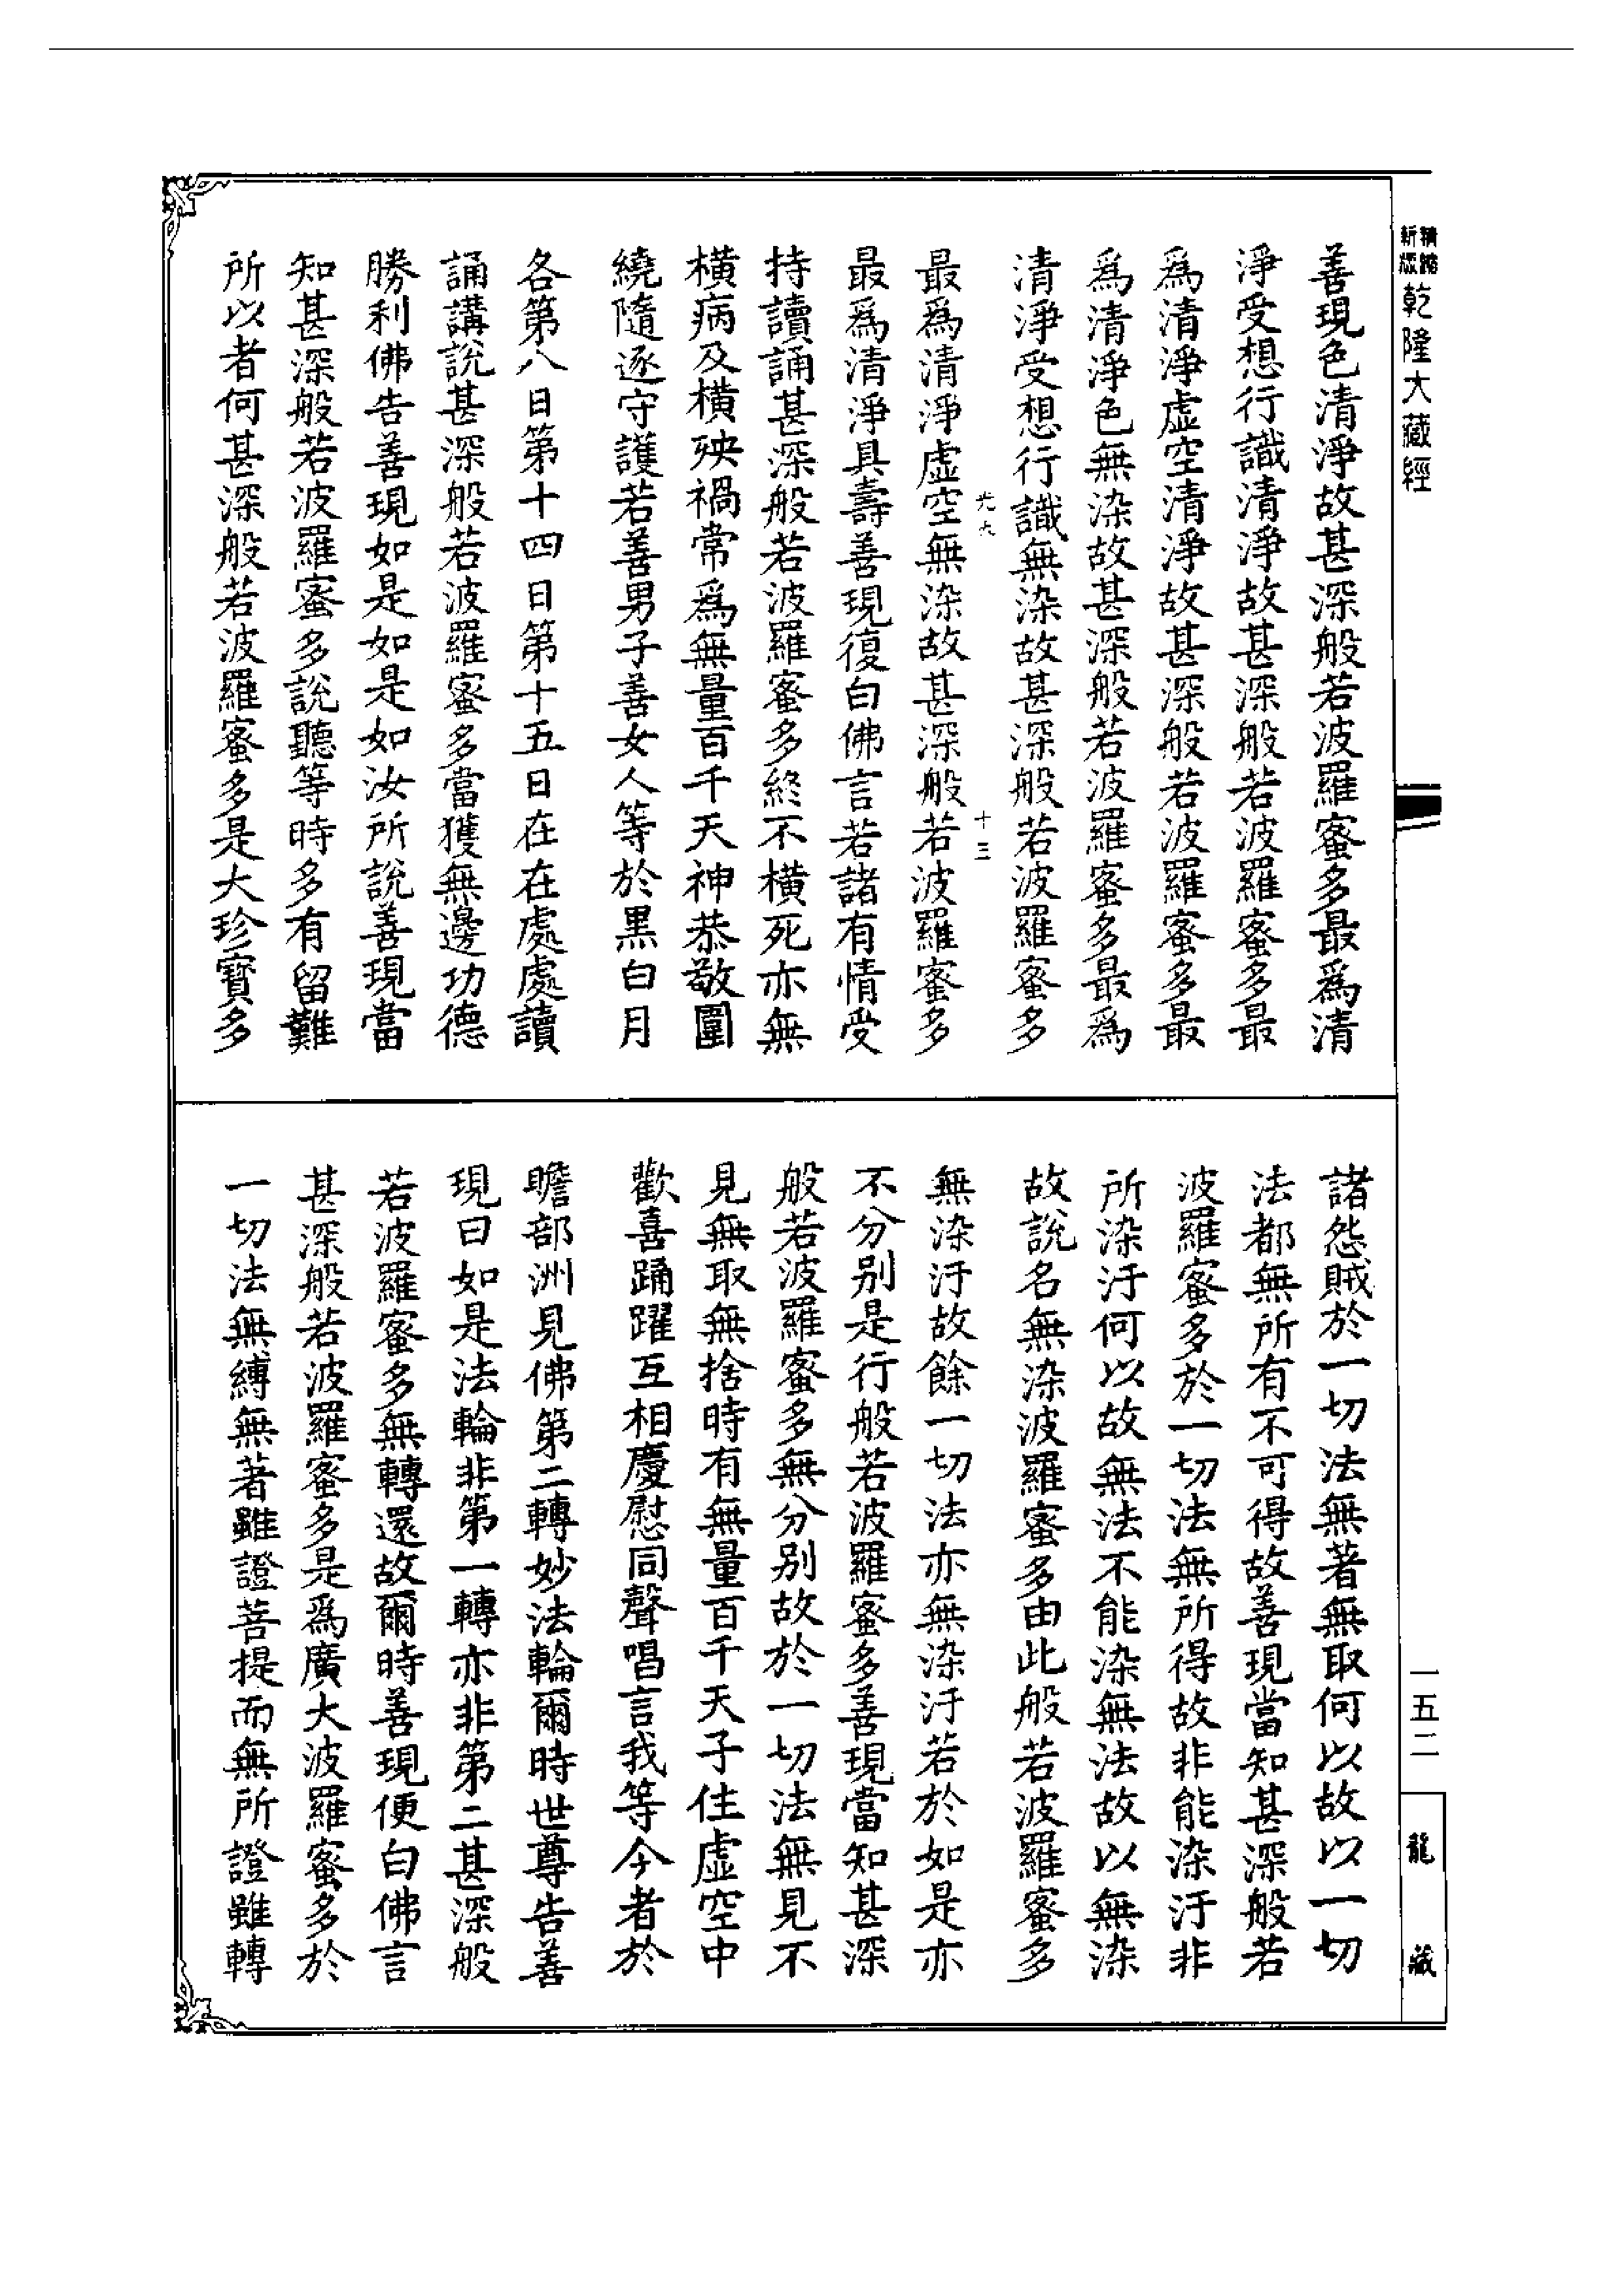 精繕新版乾隆大藏經
善現色清淨故甚深般若波羅蜜多最爲清
淨受想行識清淨故甚深般若波羅蜜多最
爲清淨虛空清淨故甚深般若波羅蜜多最
爲清淨色無染故甚深般若波羅蜜多最爲
清淨受想行識無染故甚深般若波羅蜜多
光六
十三
最爲清淨虛空無染故甚深般若波羅蜜多
最爲清淨具壽善現復白佛言若諸有情受
持讀誦甚深般若波羅蜜多終不橫死亦無
橫病及橫殃禍常爲無量百千天神恭敬圍
繞隨逐守護若善男子善女人等於黑白月
各第八日第十四日第十五日在在處處讀
誦講說甚深般若波羅蜜多當獲無邊功德
勝利佛告善現如是如是如汝所說善現當
知甚深般若波羅蜜多說聽等時多有留難
所以者何甚深般若波羅蜜多是大珍寶多
諸怨賊於一切法無著無取何以故以一切
法都無所有不可得故善現當知甚深般若
波羅蜜多於一切法無所得故非能染汙非
所染汙何以故無法不能染無法故以無染
故說名無染波羅蜜多由此般若波羅蜜多
無染汙故餘一切法亦無染汙若於如是亦
不分別是行般若波羅蜜多善現當知甚深
般若波羅蜜多無分別故於一切法無見不
見無取無捨時有無量百千天子住虛空中
歡喜踊躍互相慶慰同聲唱言我等今者於
瞻部洲見佛第二轉妙法輪爾時世尊告善
現曰如是法輪非第一轉亦非第二甚深般
若波羅蜜多無轉還故爾時善現便白佛言
甚深般若波羅蜜多是爲廣大波羅蜜多於
一切法無縛無著雖證菩提而無所證雖轉
一五二
龍藏